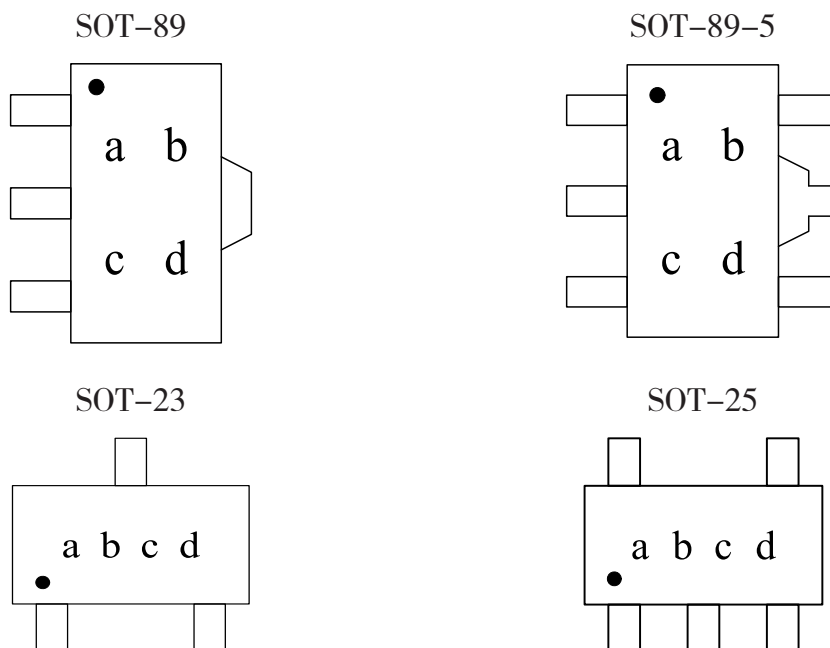 SOT-89
SOT-89-5
a b
a b
c d
c d
SOT-23
SOT-25
a b c d
a b c d